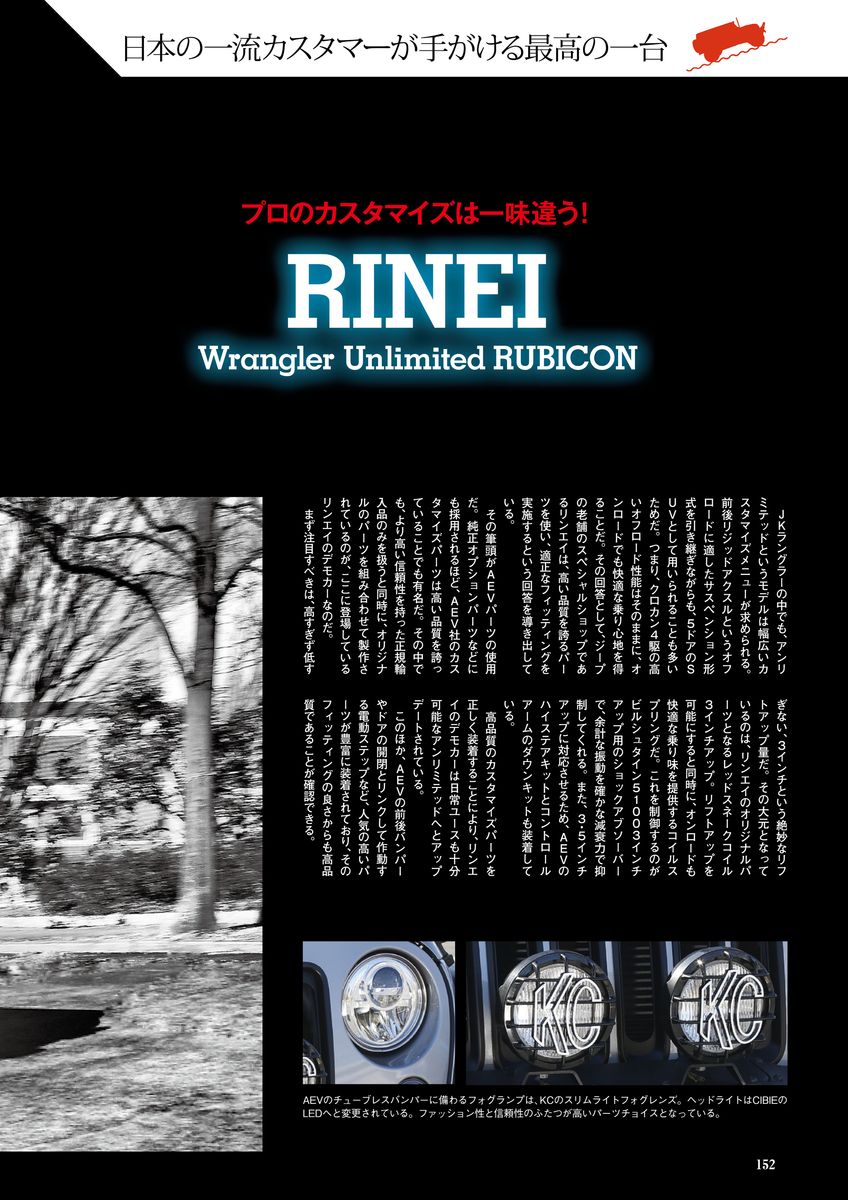 日本の一流カスタマーが手がける最高の一台
プロのカスタマイズは一味違う!
RINEI
Wrangler Unlimited RUBICON
JKラングラーの中でも、アンリ
ミテッドというモデルは幅広いカ
スタマイズメニューが求められる。
前後リジッドアクスルというオフ
ロードに適したサスペンション形
式を引き継ぎながらも、5ドアのS
UVとして用いられることも多い
ためだ。つまり、クロカン4駆の高
いオフロード性能はそのままに、オ
ンロードでも快適な乗り心地を得
ることだ。その回答として、ジープ
の老舗のスペシャルショップであ
るリンエイは、高い品質を誇るパー
ツを使い、適正なフィッティングを
実施するという回答を導き出して
いる。
その筆頭がAEVパーツの使用
だ。純正オプションパーツなどに
も採用されるほど、AEV社のカス
タマイズパーツは高い品質を誇っ
ていることでも有名だ。その中で
も、より高い信頼性を持った正規輸
入品のみを扱うと同時に、オリジナ
ルのパーツを組み合わせて製作さ
れているのが、ここに登場している
リンエイのデモカーなのだ。
まず注目すべきは、高すぎず低す
ぎない、3インチという絶妙なリフ
トアップ量だ。その大元となって
いるのは、リンエイのオリジナルパ
ーツとなるレッドスネークコイル
3インチアップ。リフトアップを
可能にすると同時に、オンロードも
快適な乗り味を提供するコイルス
プリングだ。これを制御するのが
ビルシュタイン51003インチ
アップ用のショックアブソーバー
で、余計な振動を確かな減衰力で抑
制してくれる。また、3・5インチ
アップに対応させるため、AEVの
ハイステアキットとコントロール
アームのダウンキットも装着して
いる。
高品質のカスタマイズパーツを
正しく装着することにより、リンエ
イのデモカーは日常ユースも十分
可能なアンリミテッドへとアップ
デートされている。
このほか、AEVの前後バンパー
やドアの開閉とリンクして作動す
る電動ステップなど、人気の高いパ
ーツが豊富に装着されており、その
フィッティングの良さからも高品
質であることが確認できる。
KC
KC
AEVのチューブレスバンパーに備わるフォグランプは、KCのスリムライトフォグレンズ。ヘッドライトはCIBIEの
LEDへと変更されている。ファッション性と信頼性のふたつが高いパーツチョイスとなっている。
152